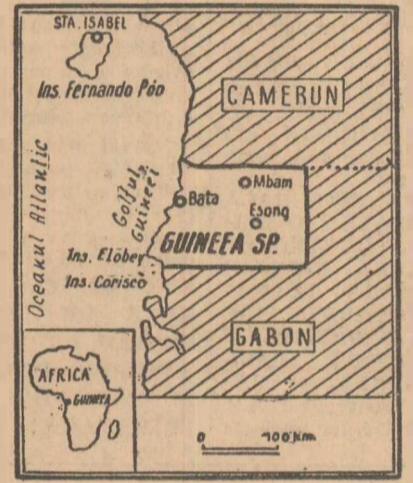 STA. ISABEL
Ins. Fernando Póo
CAMERUN
Oceanul Atlantic
Golful
Guineei
Bata
Mbam
Esong
GUINEEA SP.
Ins. Elobey
Ins. Corisco
GABON
AFRICA
GUINEEA
0 100 km